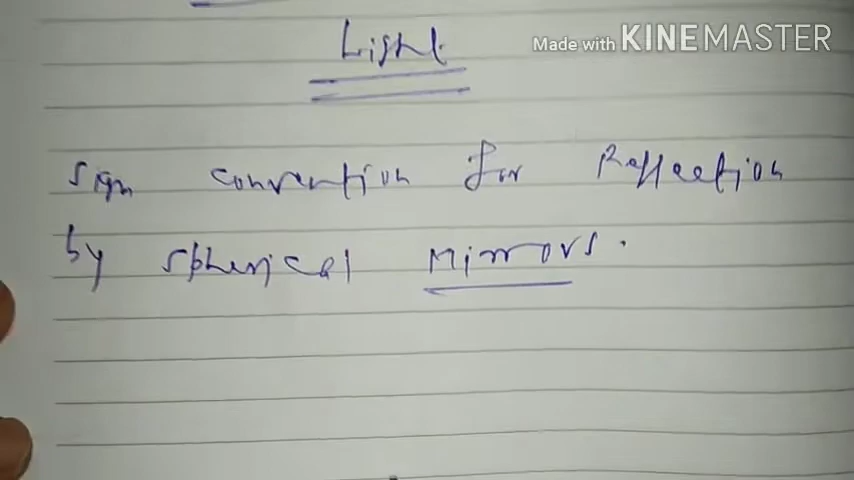 Light.
Made with KINEMASTER
Sign convention for Reflection
by spherical Mirrors.